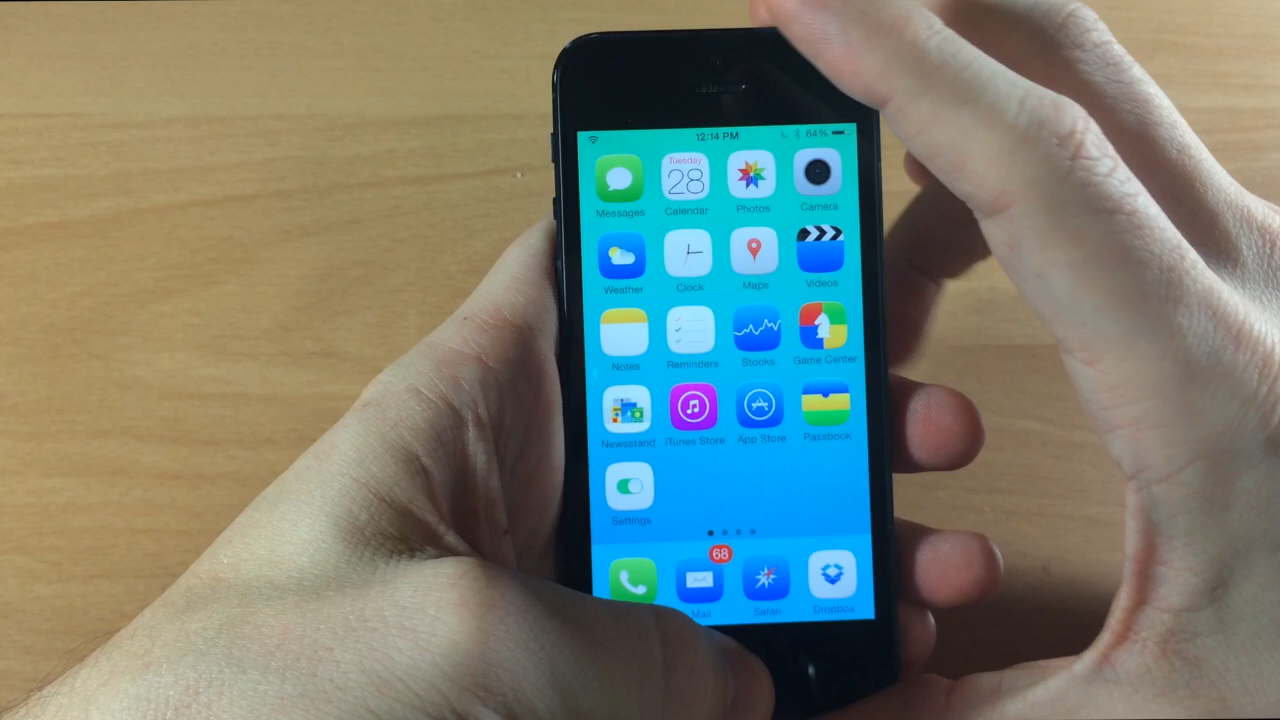 12:14 PM 64%
Tuesday
28
Messages Calendar Photos Camera
Weather Clock Maps Videos
Notes Reminders Stocks Game Center
Newsstand iTunes Store App Store Passbook
Settings
68
Mail Safari Dropbox